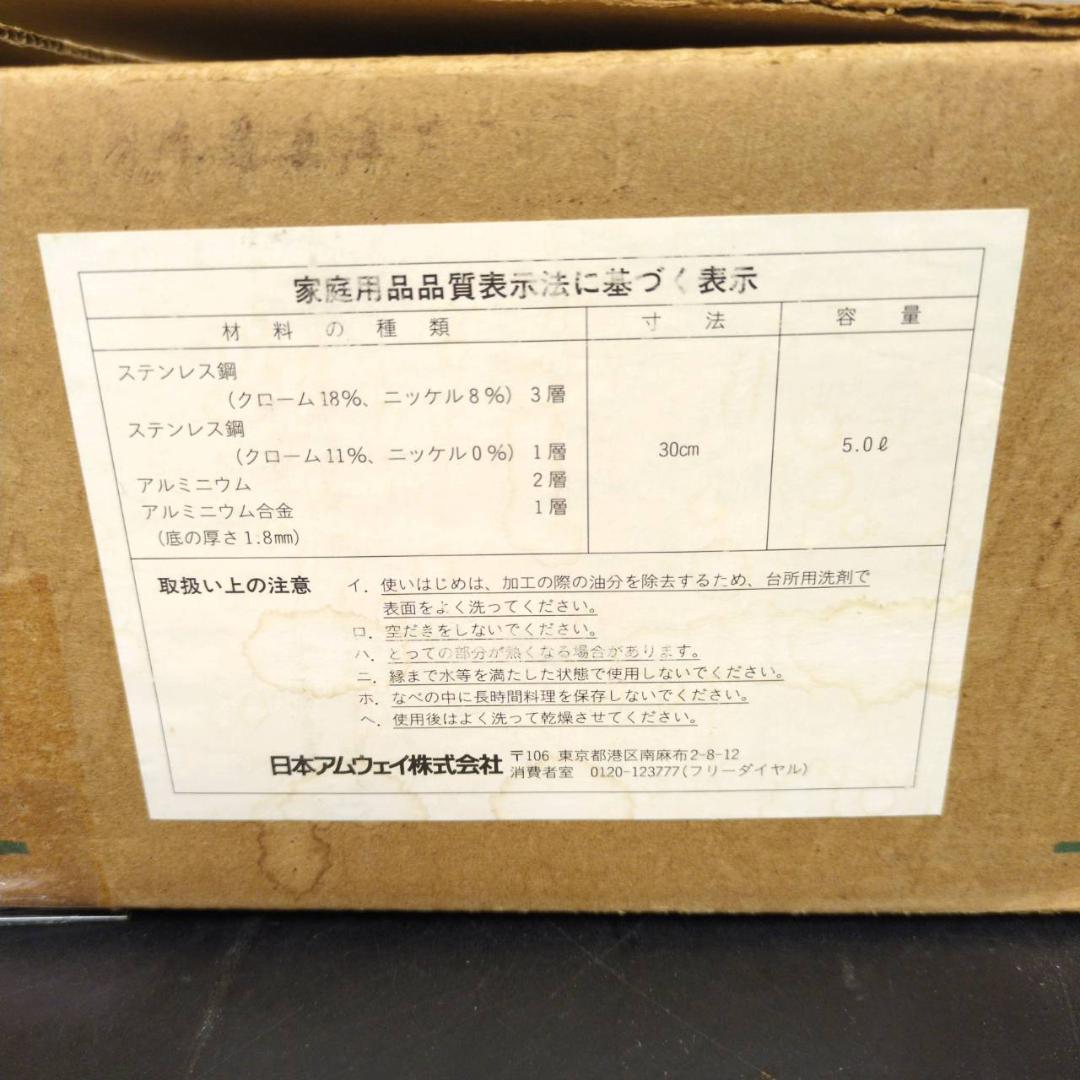 家庭用品品質表示法に基づく表示
材料の種類 寸法 容量
ステンレス鋼
(クローム18%、ニッケル8%) 3層
ステンレス鋼
(クローム11%、ニッケル0%) 1層
アルミニウム 2層
アルミニウム合金 1層
(底の厚さ1.8㎜)
30㎝ 5.0ℓ
取扱い上の注意 イ. 使いはじめは、加工の際の油分を除去するため、台所用洗剤で
表面をよく洗ってください。
ロ. 空だきをしないでください。
ハ. とっての部分が熱くなる場合があります。
ニ. 縁まで水等を満たした状態で使用しないでください。
ホ. なべの中に長時間料理を保存しないでください。
ヘ. 使用後はよく洗って乾燥させてください。
日本アムウェイ株式会社 〒106 東京都港区南麻布2-8-12
消費者室 0120-123777(フリーダイヤル)